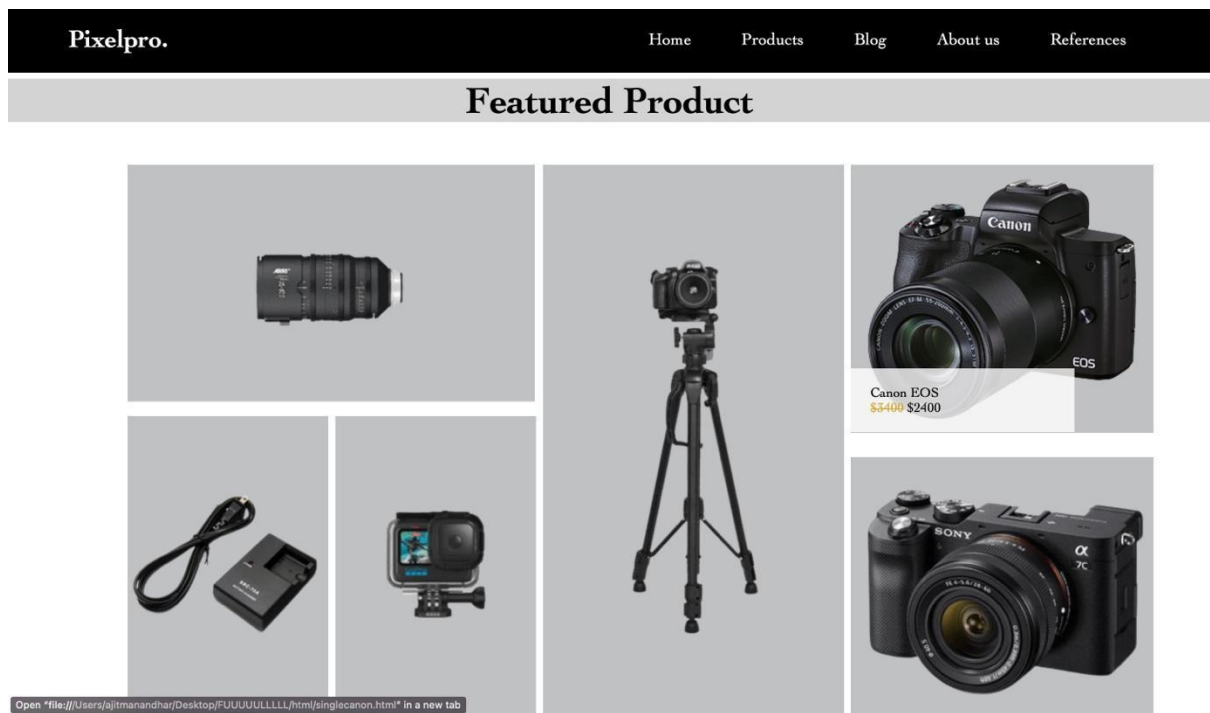 Pixelpro.
Home Products Blog About us References
Featured Product
Canon
EOS
Canon EOS
$3400 $2400
SONY
α
7C
Open "file:///Users/ajitmanandhar/Desktop/FUUUUULLLLL/html/singlecanon.html" in a new tab